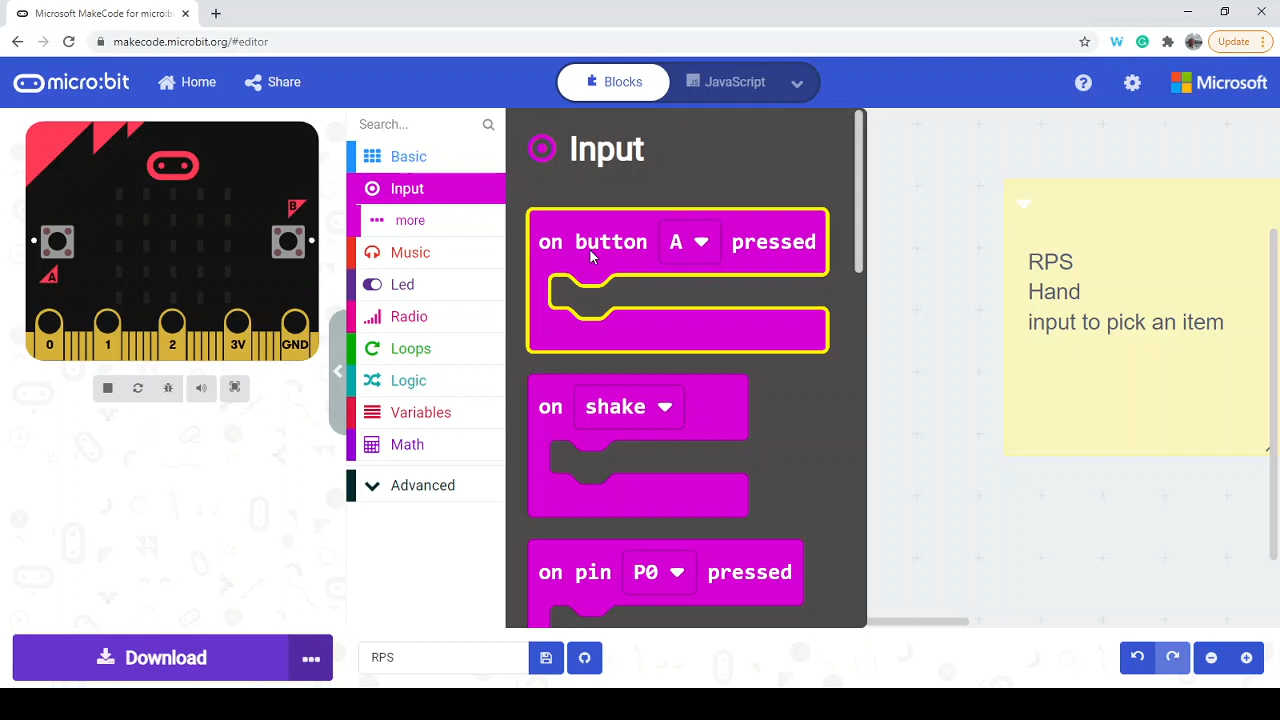 Microsoft MakeCode for micro:b
makecode.microbit.org/#editor
Update
micro:bit
Home
Share
Blocks
JS
JavaScript
Microsoft
A
B
0
1
2
3V
GND
Search...
Basic
Input
more
Music
Led
Radio
Loops
Logic
Variables
Math
Advanced
Input
on button A pressed
on shake
on pin P0 pressed
RPS
Hand
input to pick an item
Download
RPS